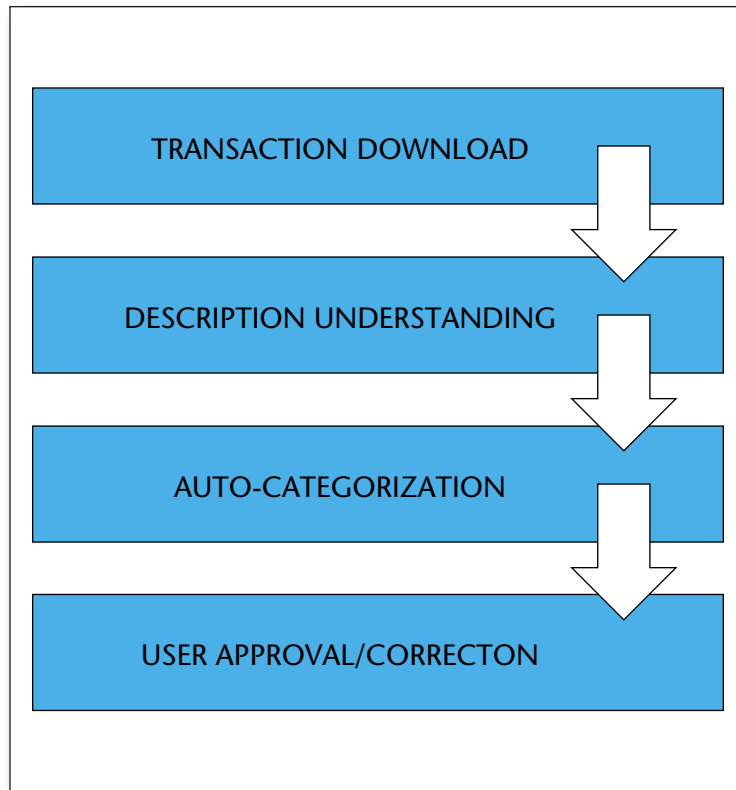 TRANSACTION DOWNLOAD
DESCRIPTION UNDERSTANDING
AUTO-CATEGORIZATION
USER APPROVAL/CORRECTON